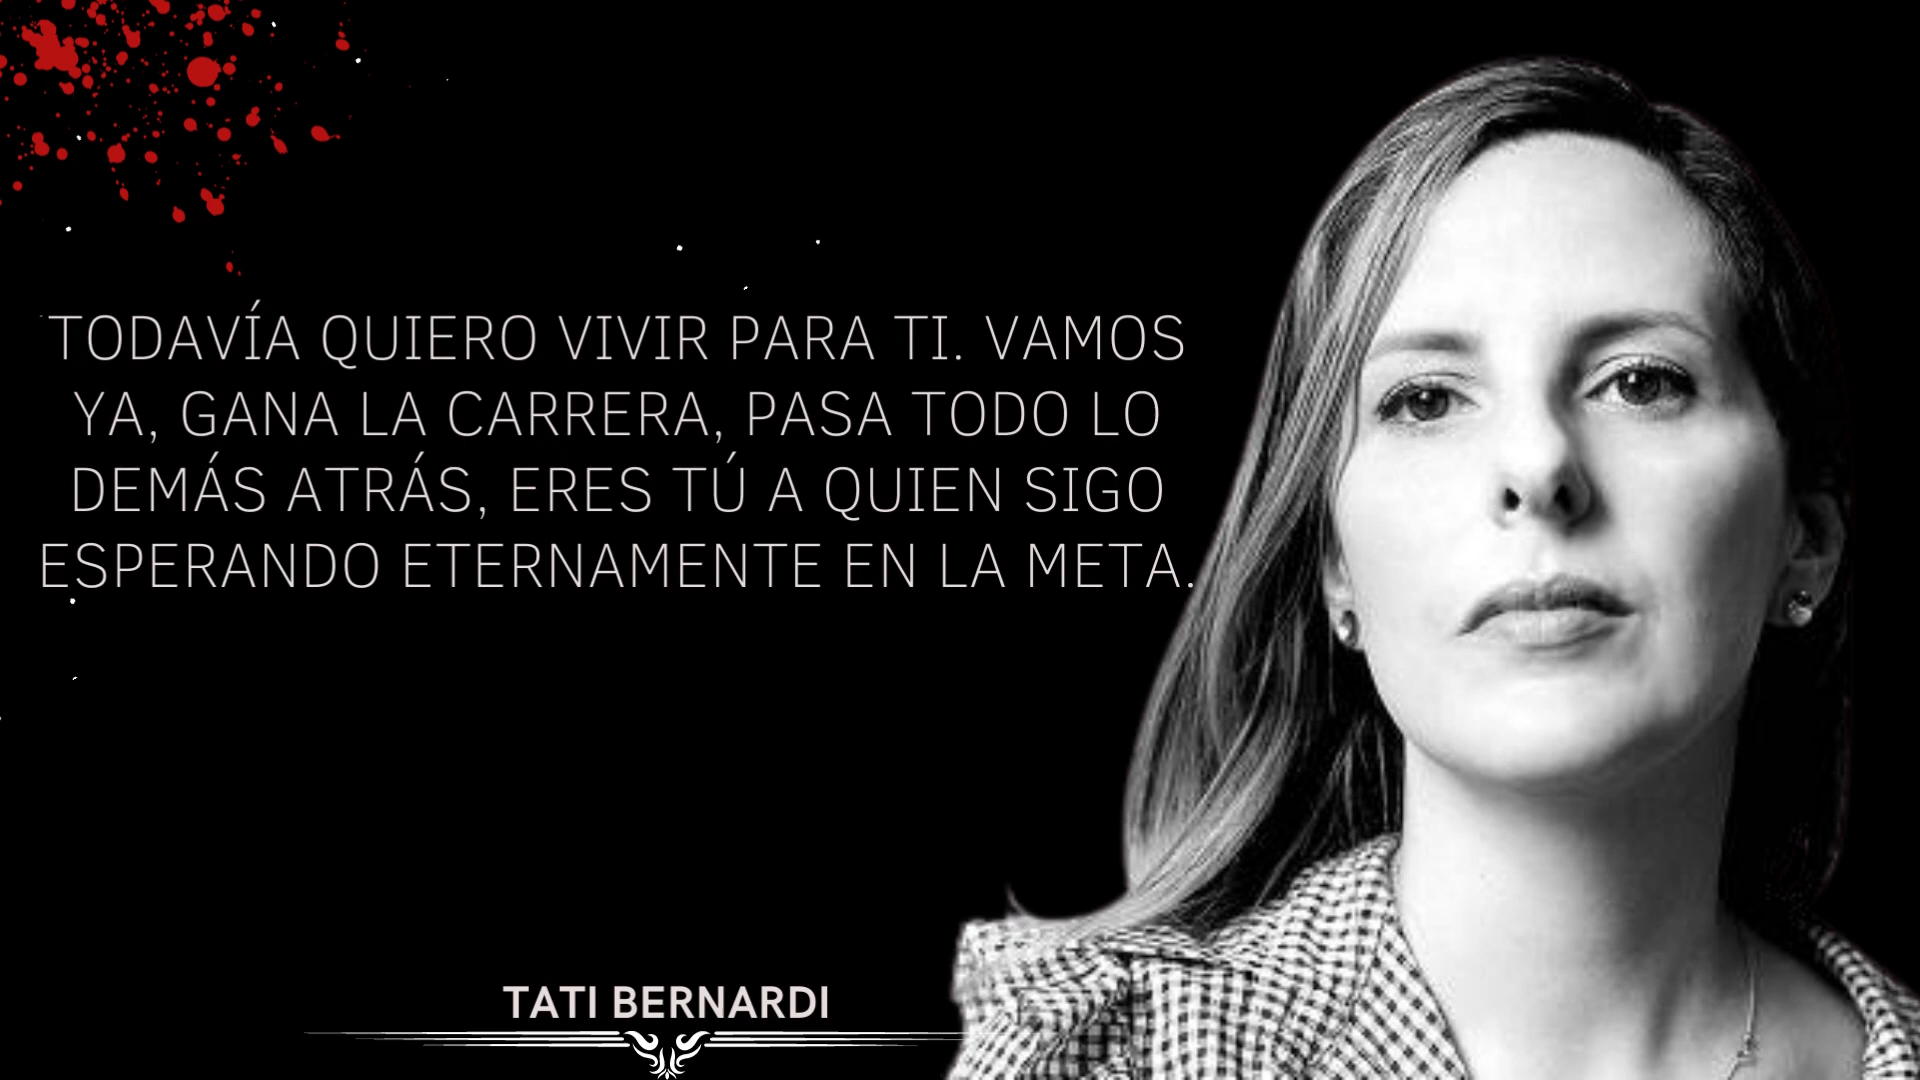 TODAVÍA QUIERO VIVIR PARA TI. VAMOS
YA, GANA LA CARRERA, PASA TODO LO
DEMÁS ATRÁS, ERES TÚ A QUIEN SIGO
ESPERANDO ETERNAMENTE EN LA META.
TATI BERNARDI